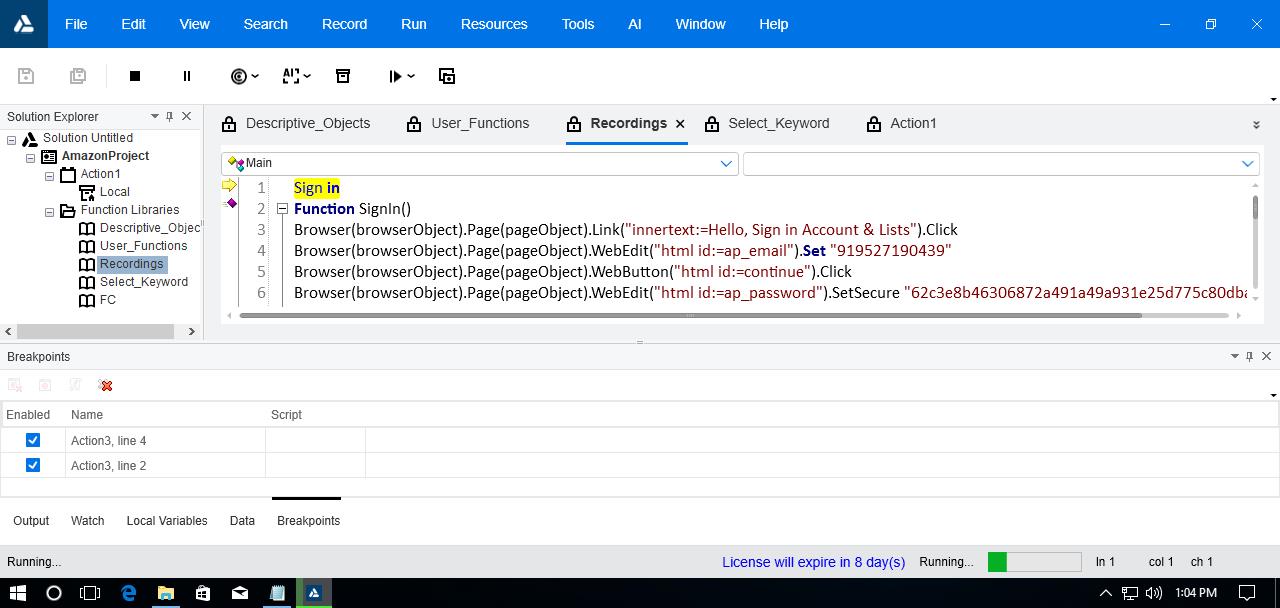 File Edit View Search Record Run Resources Tools AI Window Help
Solution Explorer
Solution Untitled
AmazonProject
Action1
Local
Function Libraries
Descriptive_Objec
User_Functions
Recordings
Select_Keyword
FC
Descriptive_Objects User_Functions Recordings Select_Keyword Action1
Main
1 Sign in
2 Function SignIn()
3 Browser(browserObject).Page(pageObject).Link("innertext:=Hello, Sign in Account & Lists").Click
4 Browser(browserObject).Page(pageObject).WebEdit("html id:=ap_email").Set "919527190439"
5 Browser(browserObject).Page(pageObject).WebButton("html id:=continue").Click
6 Browser(browserObject).Page(pageObject).WebEdit("html id:=ap_password").SetSecure "62c3e8b46306872a491a49a931e25d775c80dba
Breakpoints
Enabled Name Script
Action3, line 4
Action3, line 2
Output Watch Local Variables Data Breakpoints
Running... License will expire in 8 day(s) Running... ln 1 col 1 ch 1
1:04 PM